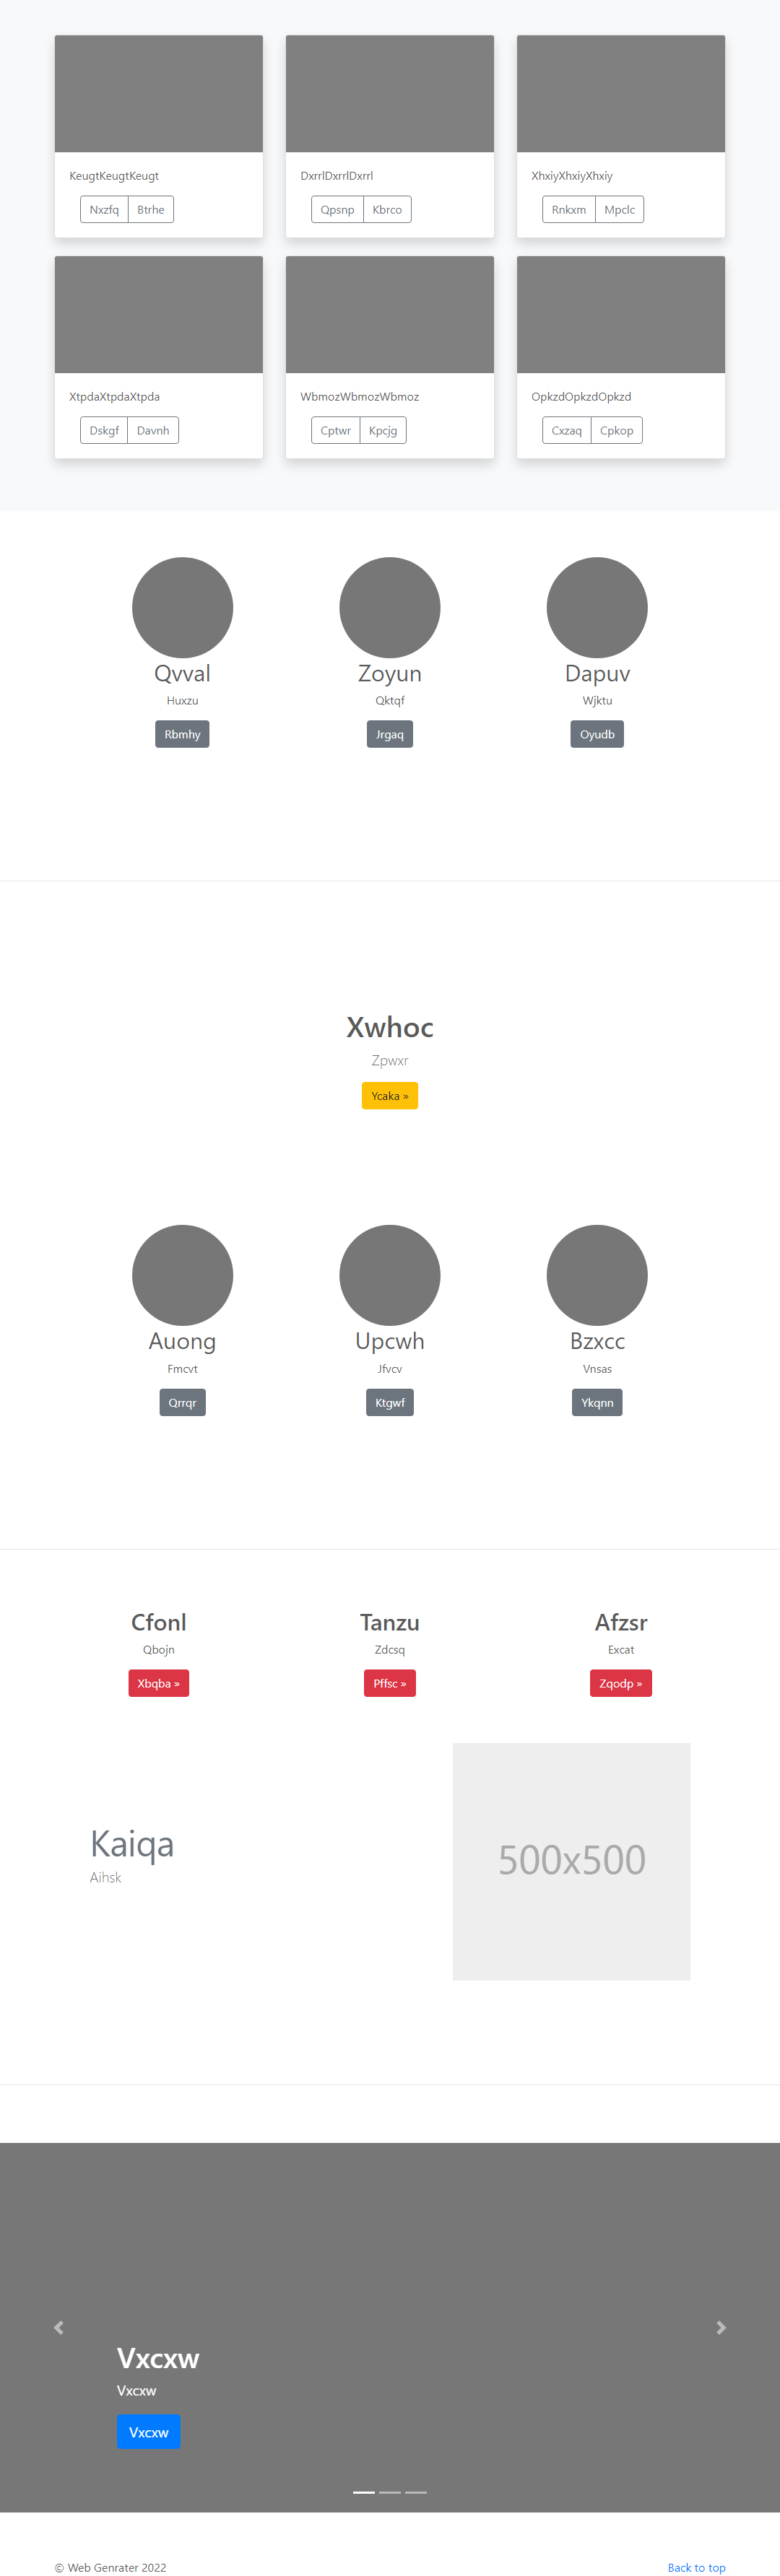 KeugtKeugtKeugt DxrrlDxrrlDxrrl XhxiyXhxiyXhxiy
Nxzfq Btrhe Qpsnp Kbrco Rnkxm Mpclc
XtpdaXtpdaXtpda WbmozWbmozWbmoz OpkzdOpkzdOpkzd
Dskgf Davnh Cptwr Kpcjg Cxzaq Cpkop
Qvval Zoyun Dapuv
Huxzu Qktqf Wjktu
Rbmhy Jrgaq Oyudb
Xwhoc
Zpwxr
Ycaka »
Auong Upcwh Bzxcc
Fmcvt Jfvcv Vnsas
Qrrqr Ktgwf Ykqnn
Cfonl Tanzu Afzsr
Qbojn Zdcsq Excat
Xbqba » Pffsc » Zqodp »
Kaiqa
Aihsk
500x500
Vxcxw
Vxcxw
Vxcxw
© Web Genrater 2022 Back to top